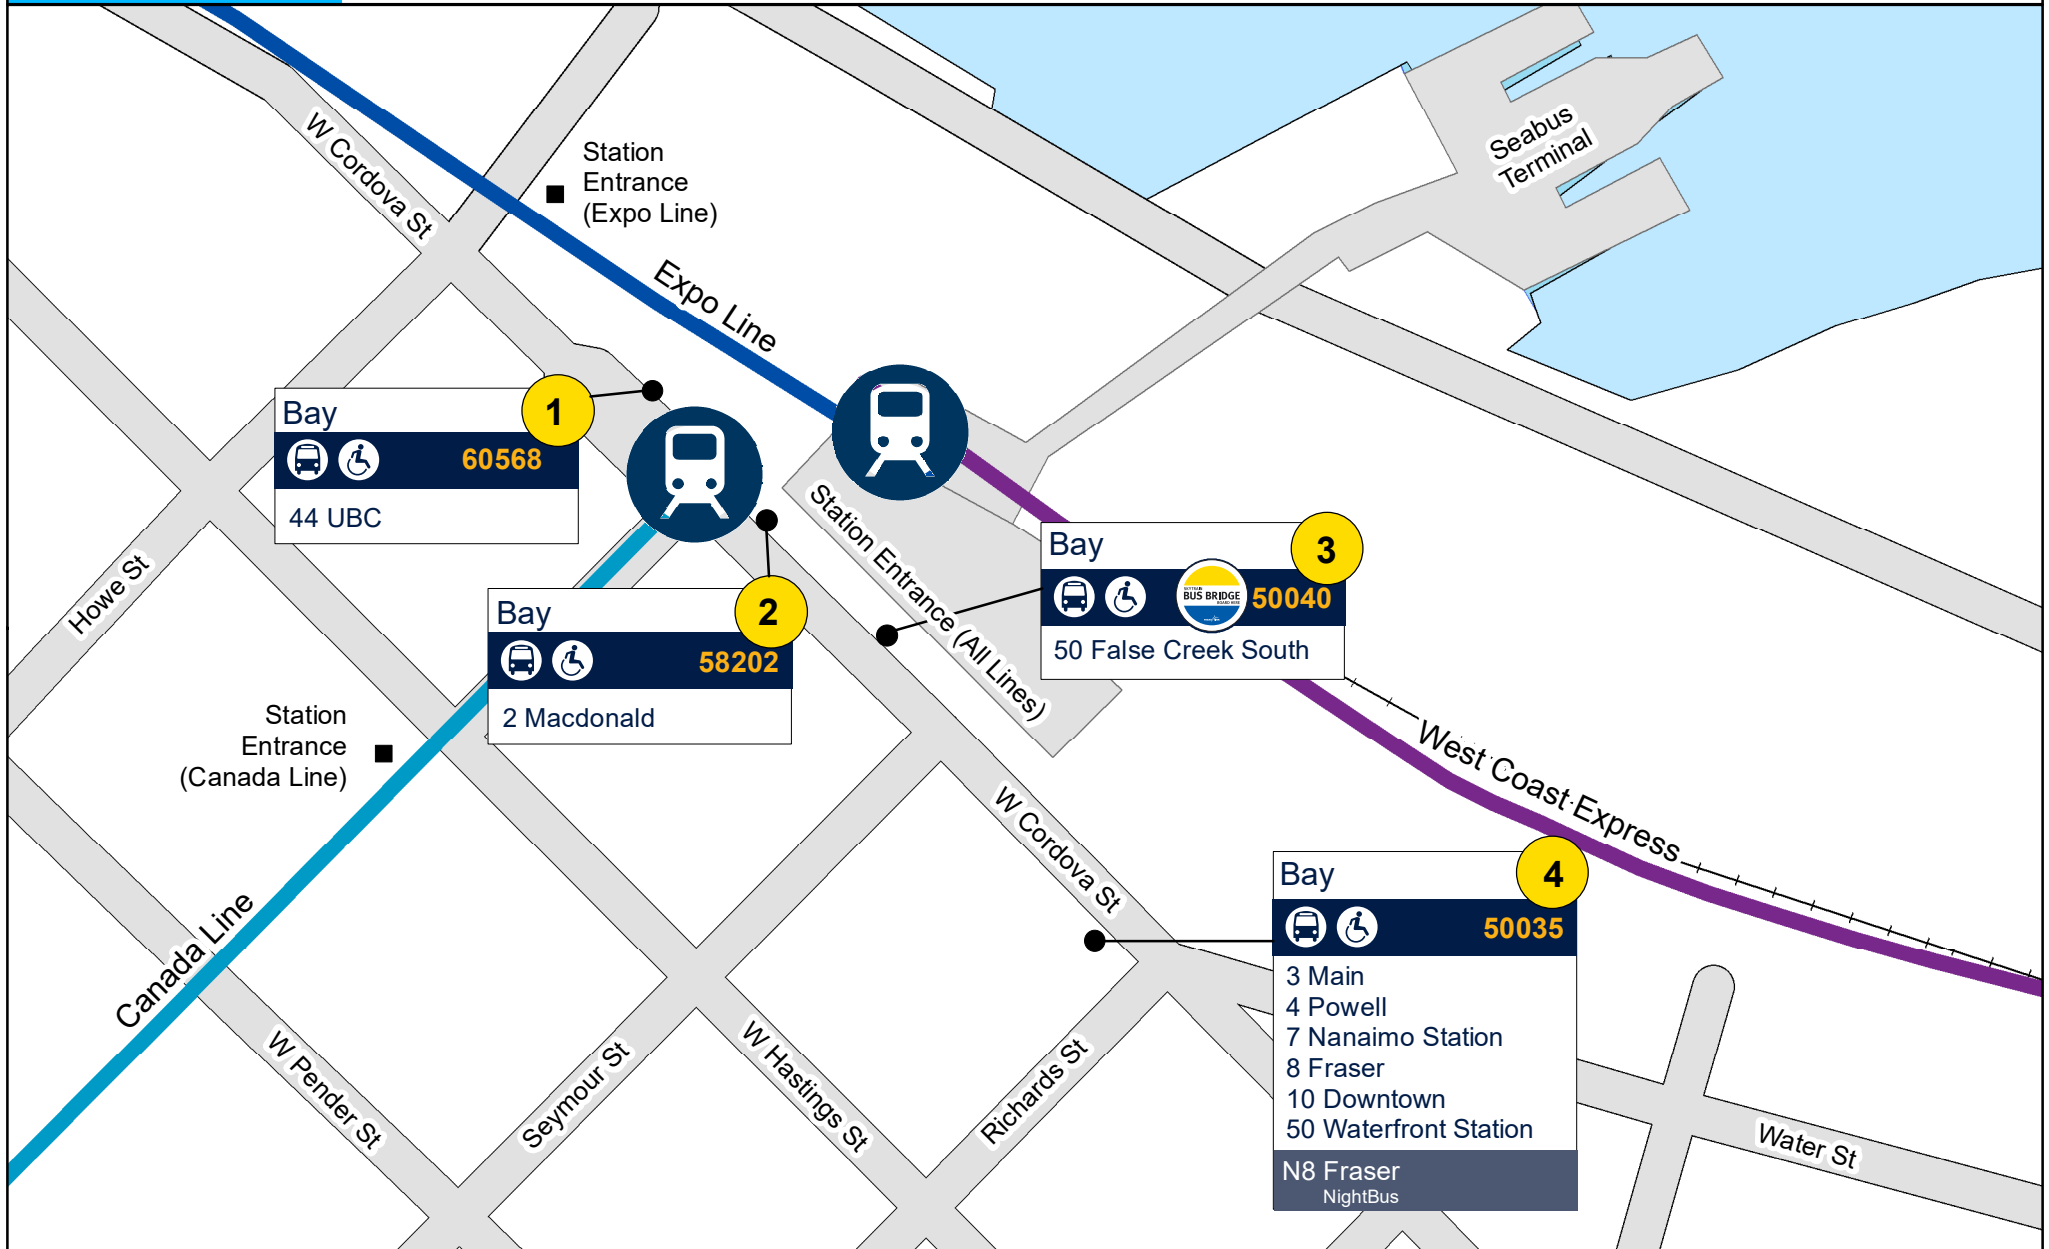 W Cordova St
Station
Entrance
(Expo Line)
Seabus
Terminal
Expo Line
Bay
1
60568
44 UBC
Howe St
Bay
2
58202
2 Macdonald
Station Entrance (All Lines)
Bay
3
BUS BRIDGE
50040
50 False Creek South
Station
Entrance
(Canada Line)
West Coast Express
W Cordova St
Bay
4
50035
3 Main
4 Powell
7 Nanaimo Station
8 Fraser
10 Downtown
50 Waterfront Station
N8 Fraser
NightBus
Canada Line
W Pender St
Seymour St
W Hastings St
Richards St
Water St